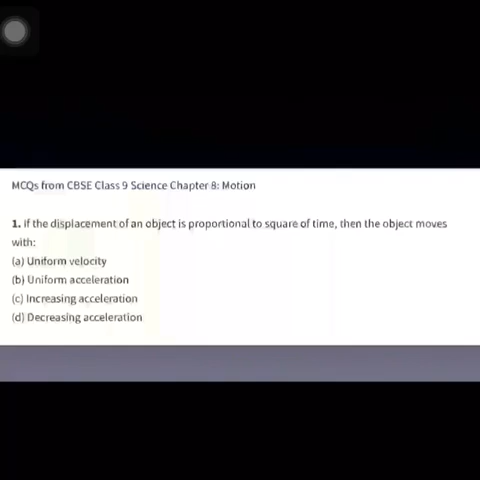 MCQs from CBSE Class 9 Science Chapter 8: Motion
1. If the displacement of an object is proportional to square of time, then the object moves
with:
(a) Uniform velocity
(b) Uniform acceleration
(c) Increasing acceleration
(d) Decreasing acceleration